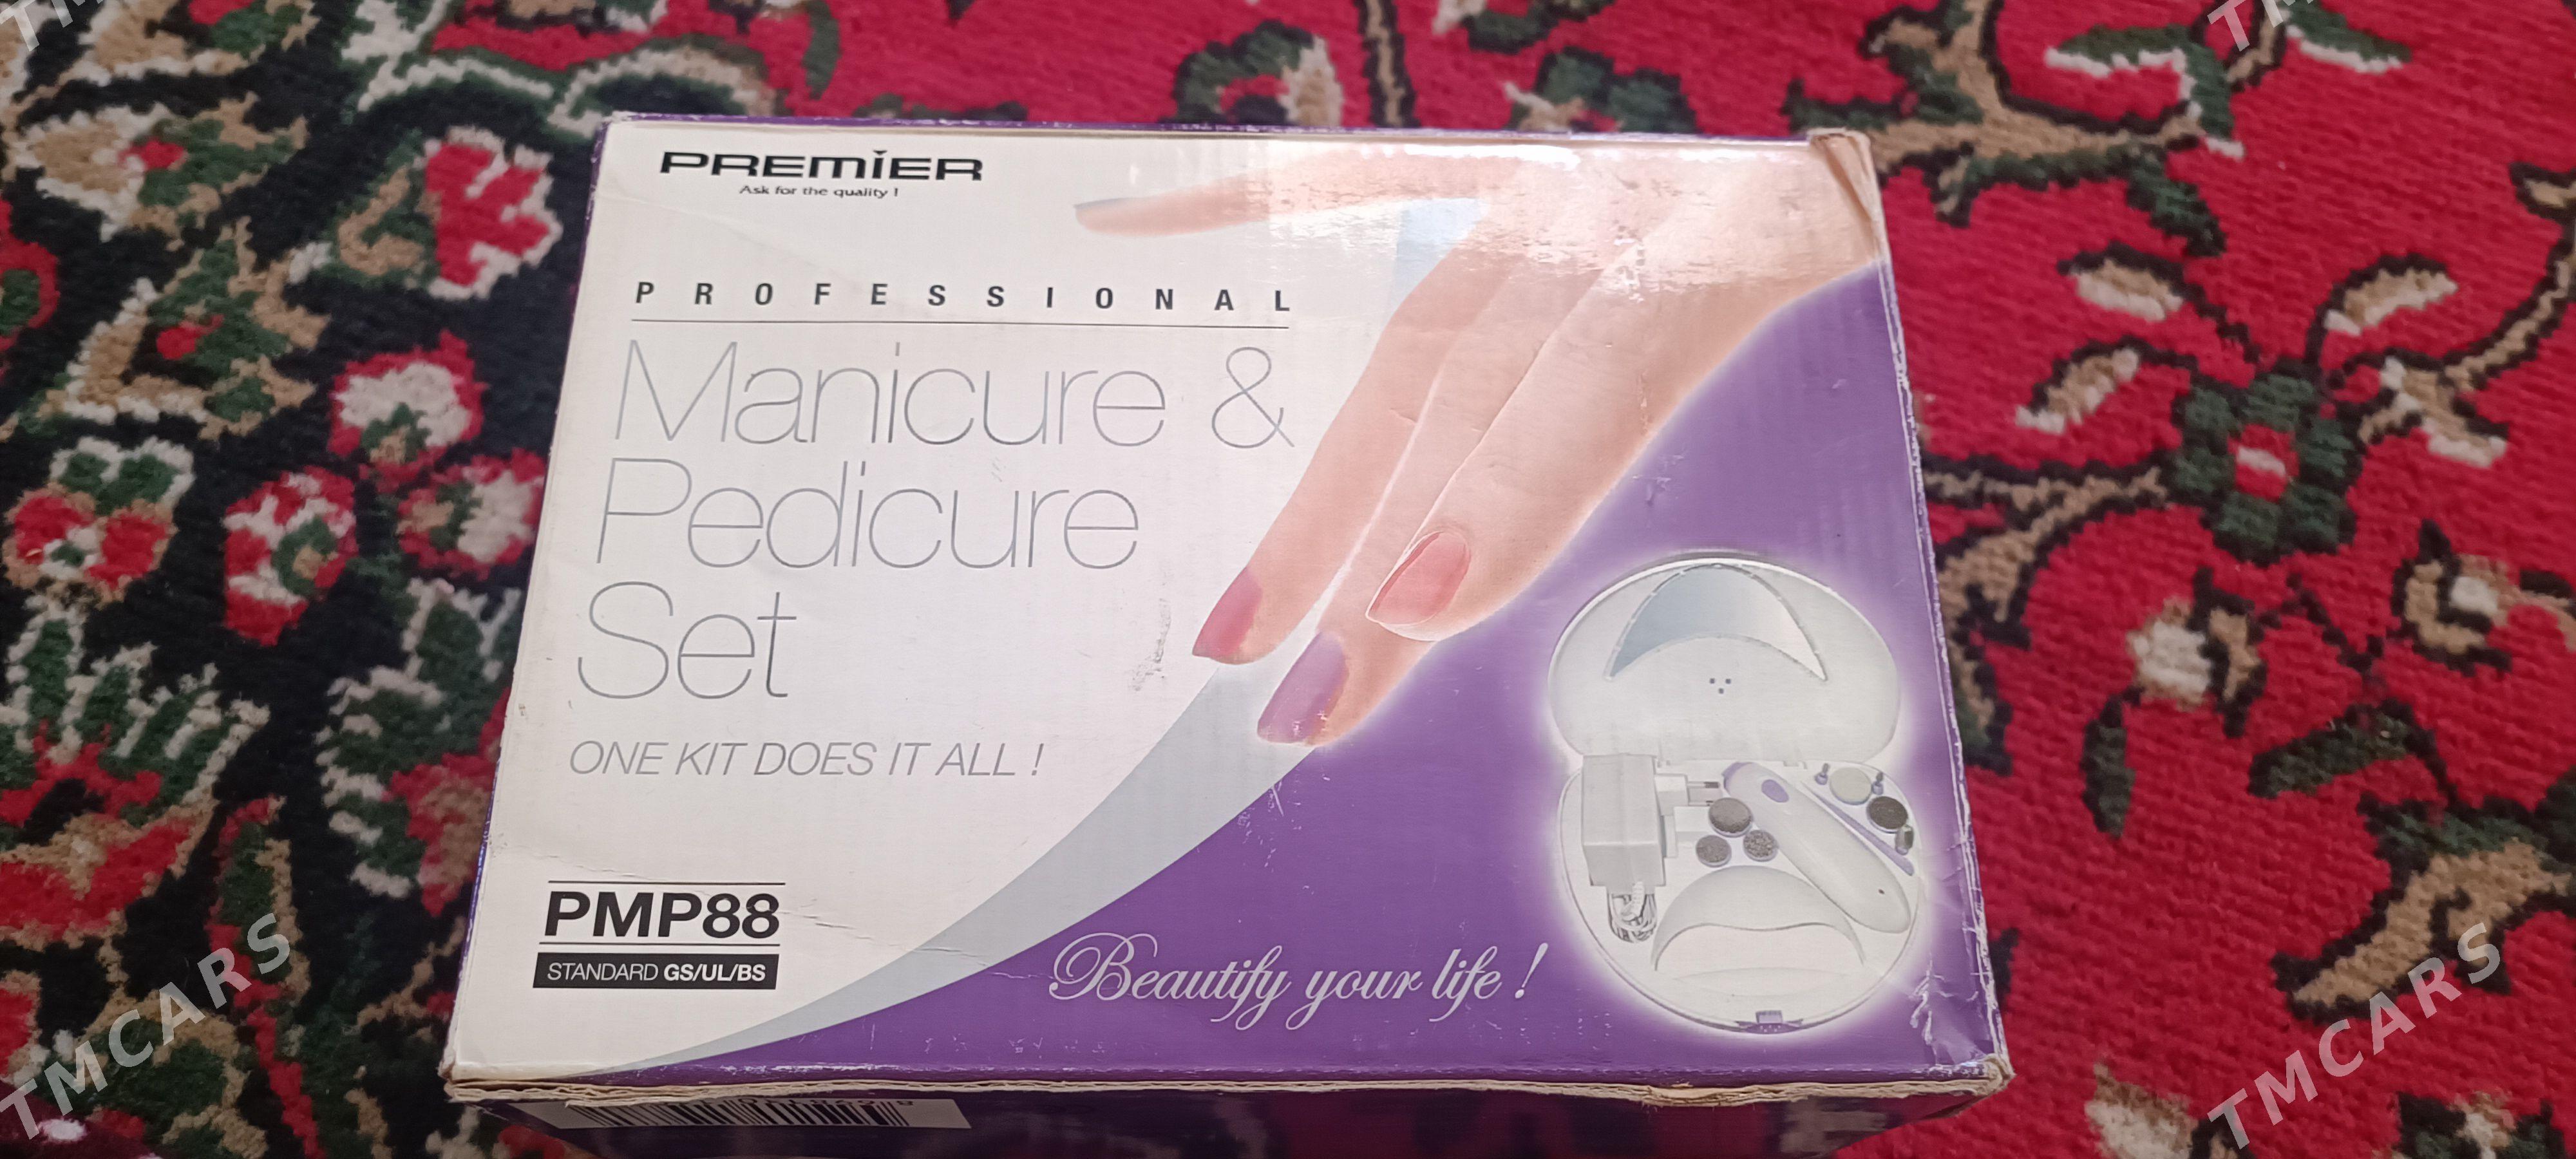 PREMIER
Ask for the quality !
PROFESSIONAL
Manicure &
Pedicure
Set
ONE KIT DOES IT ALL !
PMP88
STANDARD GS/UL/BS
Beautify your life !
TMCARS
TMCARS